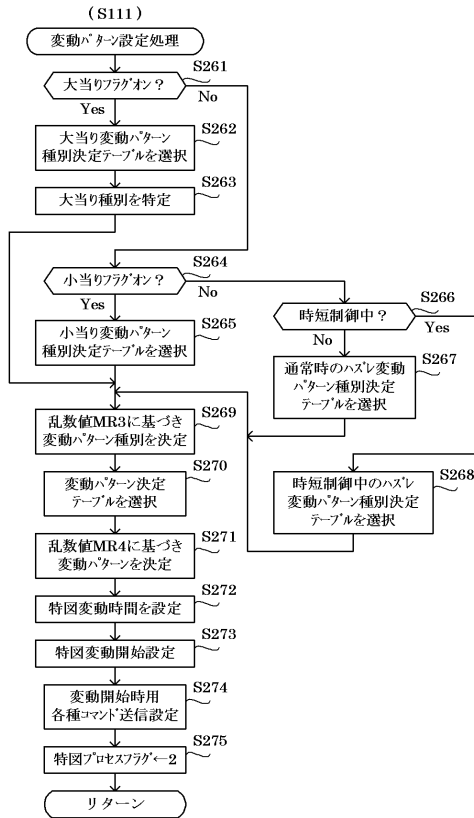 (S111)
変動パターン設定処理
S261
大当りフラグオン?
No
Yes
S262
大当り変動パターン
種別決定テーブルを選択
S263
大当り種別を特定
S264
小当りフラグオン?
No
Yes
S265
小当り変動パターン
種別決定テーブルを選択
S266
時短制御中?
Yes
No
S267
通常時のハズレ変動
パターン種別決定
テーブルを選択
S268
時短制御中のハズレ
変動パターン種別決定
テーブルを選択
S269
乱数値MR3に基づき
変動パターン種別を決定
S270
変動パターン決定
テーブルを選択
S271
乱数値MR4に基づき
変動パターンを決定
S272
特図変動時間を設定
S273
特図変動開始設定
S274
変動開始時用
各種コマンド送信設定
S275
特図プロセスフラグ←2
リターン